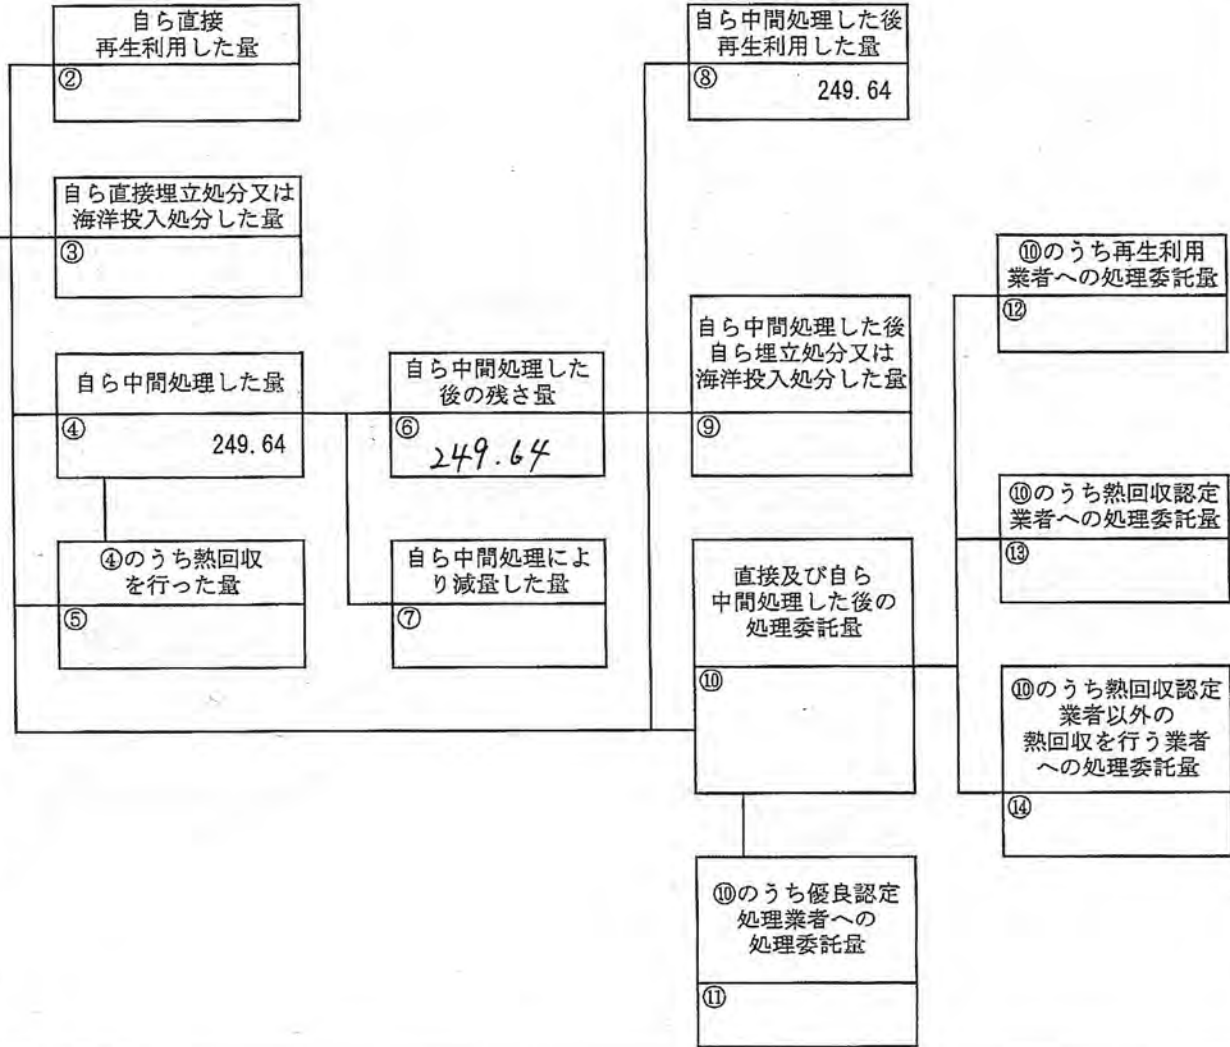 自ら直接
再生利用した量
②
自ら中間処理した後
再生利用した量
⑧
249.64
自ら直接埋立処分又は
海洋投入処分した量
③
⑩のうち再生利用
業者への処理委託量
⑫
自ら中間処理した量
④
249.64
自ら中間処理した
後の残さ量
⑥
249.64
自ら中間処理した後
自ら埋立処分又は
海洋投入処分した量
⑨
⑩のうち熱回収認定
業者への処理委託量
⑬
④のうち熱回収
を行った量
⑤
自ら中間処理によ
り減量した量
⑦
直接及び自ら
中間処理した後の
処理委託量
⑩
⑩のうち熱回収認定
業者以外の
熱回収を行う業者
への処理委託量
⑭
⑩のうち優良認定
処理業者への
処理委託量
⑪